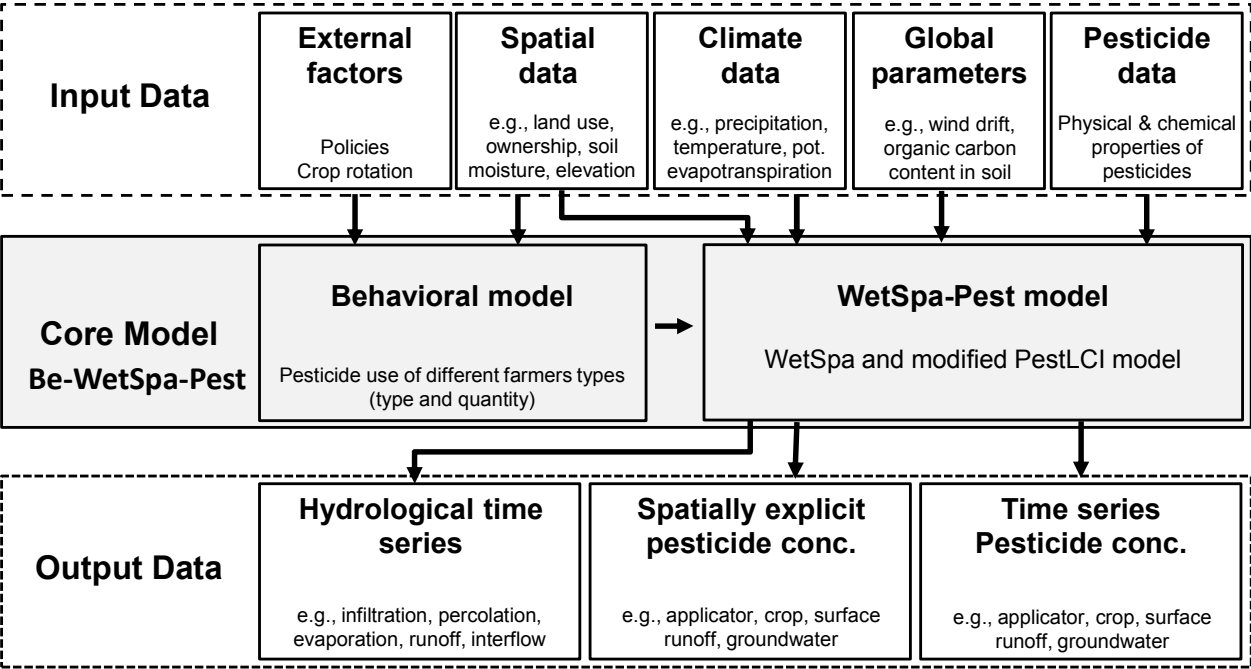 Input Data
External
factors
Policies
Crop rotation
Spatial
data
e.g., land use,
ownership, soil
moisture, elevation
Climate
data
e.g., precipitation,
temperature, pot.
evapotranspiration
Global
parameters
e.g., wind drift,
organic carbon
content in soil
Pesticide
data
Physical & chemical
properties of
pesticides
Core Model
Be-WetSpa-Pest
Behavioral model
Pesticide use of different farmers types
(type and quantity)
WetSpa-Pest model
WetSpa and modified PestLCI model
Output Data
Hydrological time
series
e.g., infiltration, percolation,
evaporation, runoff, interflow
Spatially explicit
pesticide conc.
e.g., applicator, crop, surface
runoff, groundwater
Time series
Pesticide conc.
e.g., applicator, crop, surface
runoff, groundwater